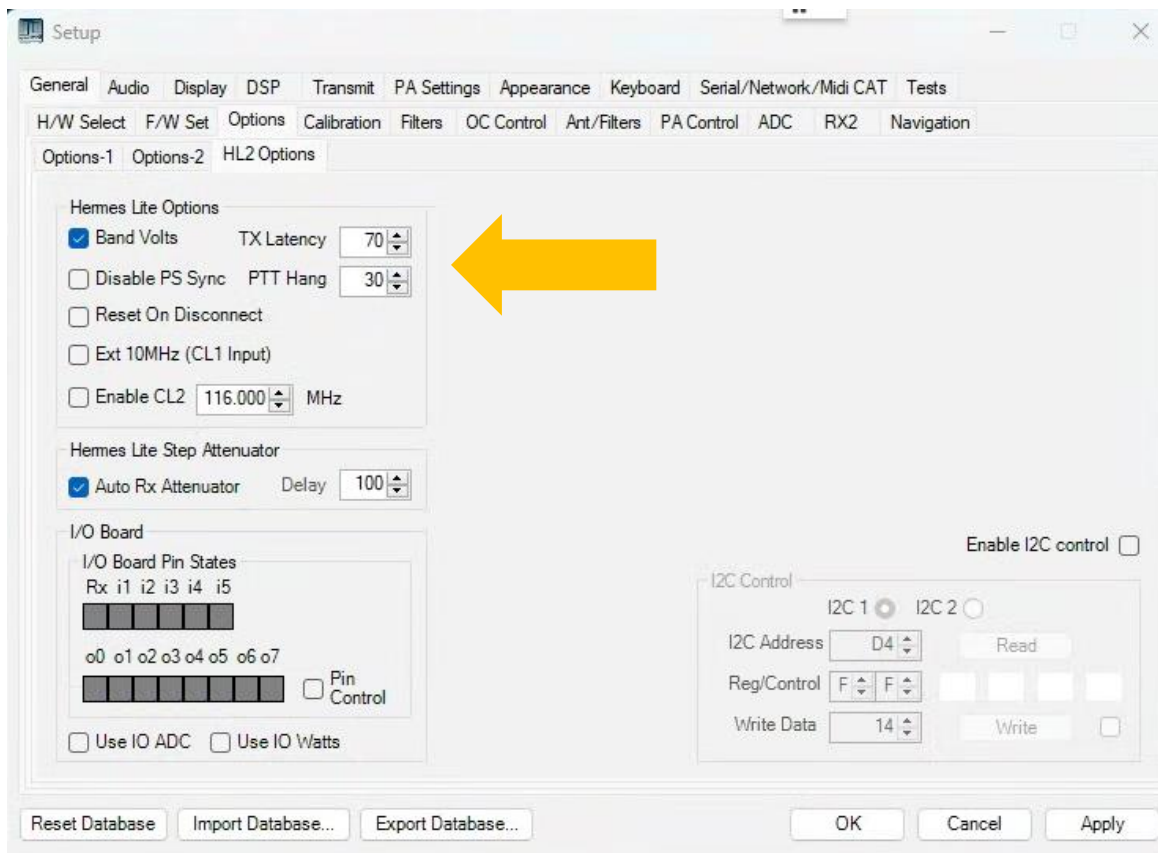 Setup
General Audio Display DSP Transmit PA Settings Appearance Keyboard Serial/Network/Midi CAT Tests
H/W Select F/W Set Options Calibration Filters OC Control Ant/Filters PA Control ADC RX2 Navigation
Options-1 Options-2 HL2 Options
Hermes Lite Options
Band Volts TX Latency 70
Disable PS Sync PTT Hang 30
Reset On Disconnect
Ext 10MHz (CL1 Input)
Enable CL2 116.000 MHz
Hermes Lite Step Attenuator
Auto Rx Attenuator Delay 100
I/O Board
I/O Board Pin States
Rx i1 i2 i3 i4 i5
o0 o1 o2 o3 o4 o5 o6 o7
Pin
Control
Use IO ADC Use IO Watts
Enable I2C control
I2C Control
I2C 1 I2C 2
I2C Address D4 Read
Reg/Control F F
Write Data 14 Write
Reset Database Import Database... Export Database... OK Cancel Apply